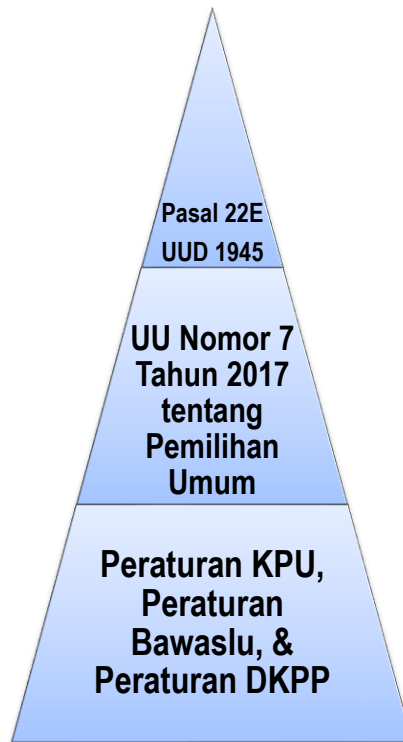 Pasal 22E
UUD 1945
UU Nomor 7
Tahun 2017
tentang
Pemilihan
Umum
Peraturan KPU,
Peraturan
Bawaslu, &
Peraturan DKPP